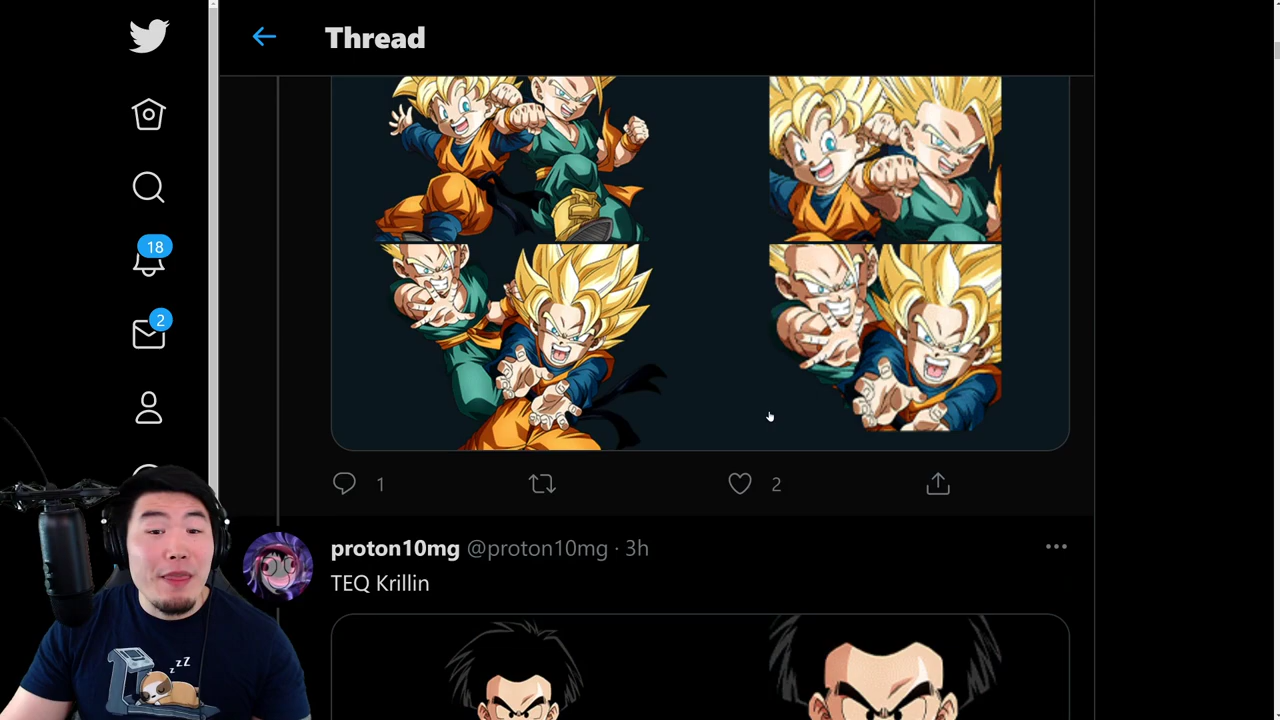 Thread
18
2
1
2
proton10mg @proton10mg · 3h
TEQ Krillin
z z Z